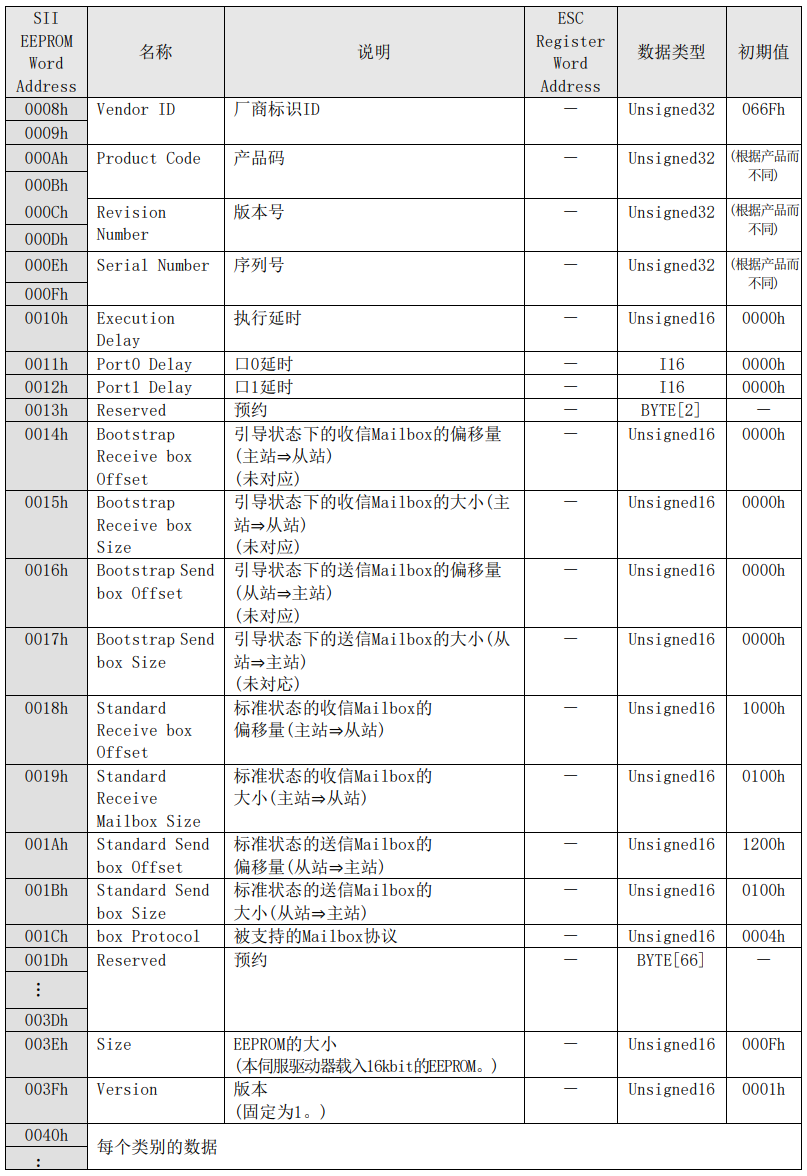 SII
EEPROM
Word
Address
名称
说明
ESC
Register
Word
Address
数据类型
初期值
0008h
Vendor ID
厂商标识ID
—
Unsigned32
066Fh
0009h
000Ah
Product Code
产品码
—
Unsigned32
(根据产品而
不同)
000Bh
000Ch
Revision
Number
版本号
—
Unsigned32
(根据产品而
不同)
000Dh
000Eh
Serial Number
序列号
—
Unsigned32
(根据产品而
不同)
000Fh
0010h
Execution
Delay
执行延时
—
Unsigned16
0000h
0011h
Port0 Delay
口0延时
—
I16
0000h
0012h
Port1 Delay
口1延时
—
I16
0000h
0013h
Reserved
预约
—
BYTE[2]
—
0014h
Bootstrap
Receive box
Offset
引导状态下的收信Mailbox的偏移量
(主站⇒从站)
(未对应)
—
Unsigned16
0000h
0015h
Bootstrap
Receive box
Size
引导状态下的收信Mailbox的大小(主
站⇒从站)
(未对应)
—
Unsigned16
0000h
0016h
Bootstrap Send
box Offset
引导状态下的送信Mailbox的偏移量
(从站⇒主站)
(未对应)
—
Unsigned16
0000h
0017h
Bootstrap Send
box Size
引导状态下的送信Mailbox的大小(从
站⇒主站)
(未对応)
—
Unsigned16
0000h
0018h
Standard
Receive box
Offset
标准状态的收信Mailbox的
偏移量(主站⇒从站)
—
Unsigned16
1000h
0019h
Standard
Receive
Mailbox Size
标准状态的收信Mailbox的
大小(主站⇒从站)
—
Unsigned16
0100h
001Ah
Standard Send
box Offset
标准状态的送信Mailbox的
偏移量(从站⇒主站)
—
Unsigned16
1200h
001Bh
Standard Send
box Size
标准状态的送信Mailbox的
大小(从站⇒主站)
—
Unsigned16
0100h
001Ch
box Protocol
被支持的Mailbox协议
—
Unsigned16
0004h
001Dh
Reserved
预约
—
BYTE[66]
—
⋮
003Dh
003Eh
Size
EEPROM的大小
(本伺服驱动器载入16kbit的EEPROM。)
—
Unsigned16
000Fh
003Fh
Version
版本
(固定为1。)
—
Unsigned16
0001h
0040h
每个类别的数据
: